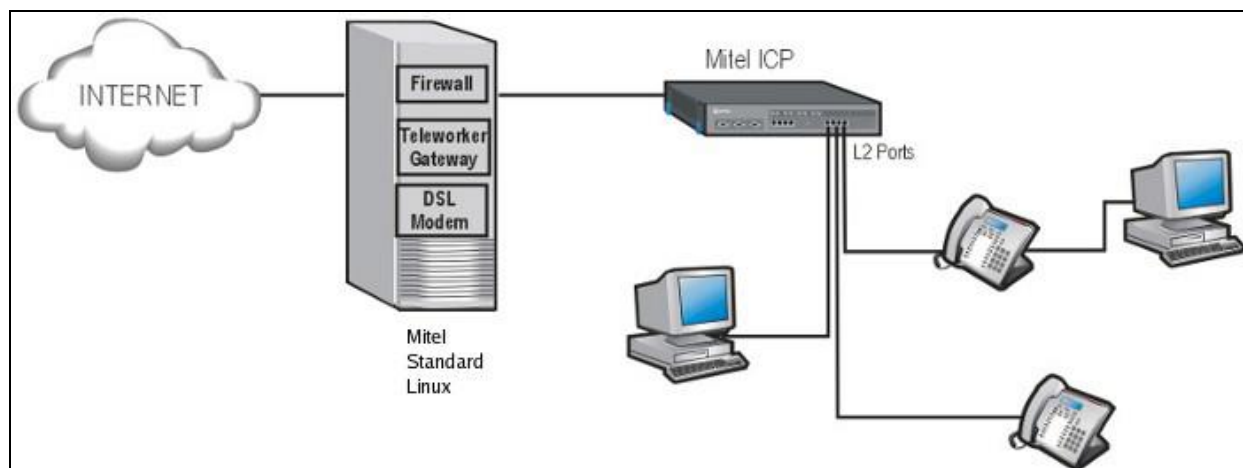 INTERNET
Firewall
Teleworker
Gateway
DSL
Modem
Mitel
Standard
Linux
Mitel ICP
L2 Ports